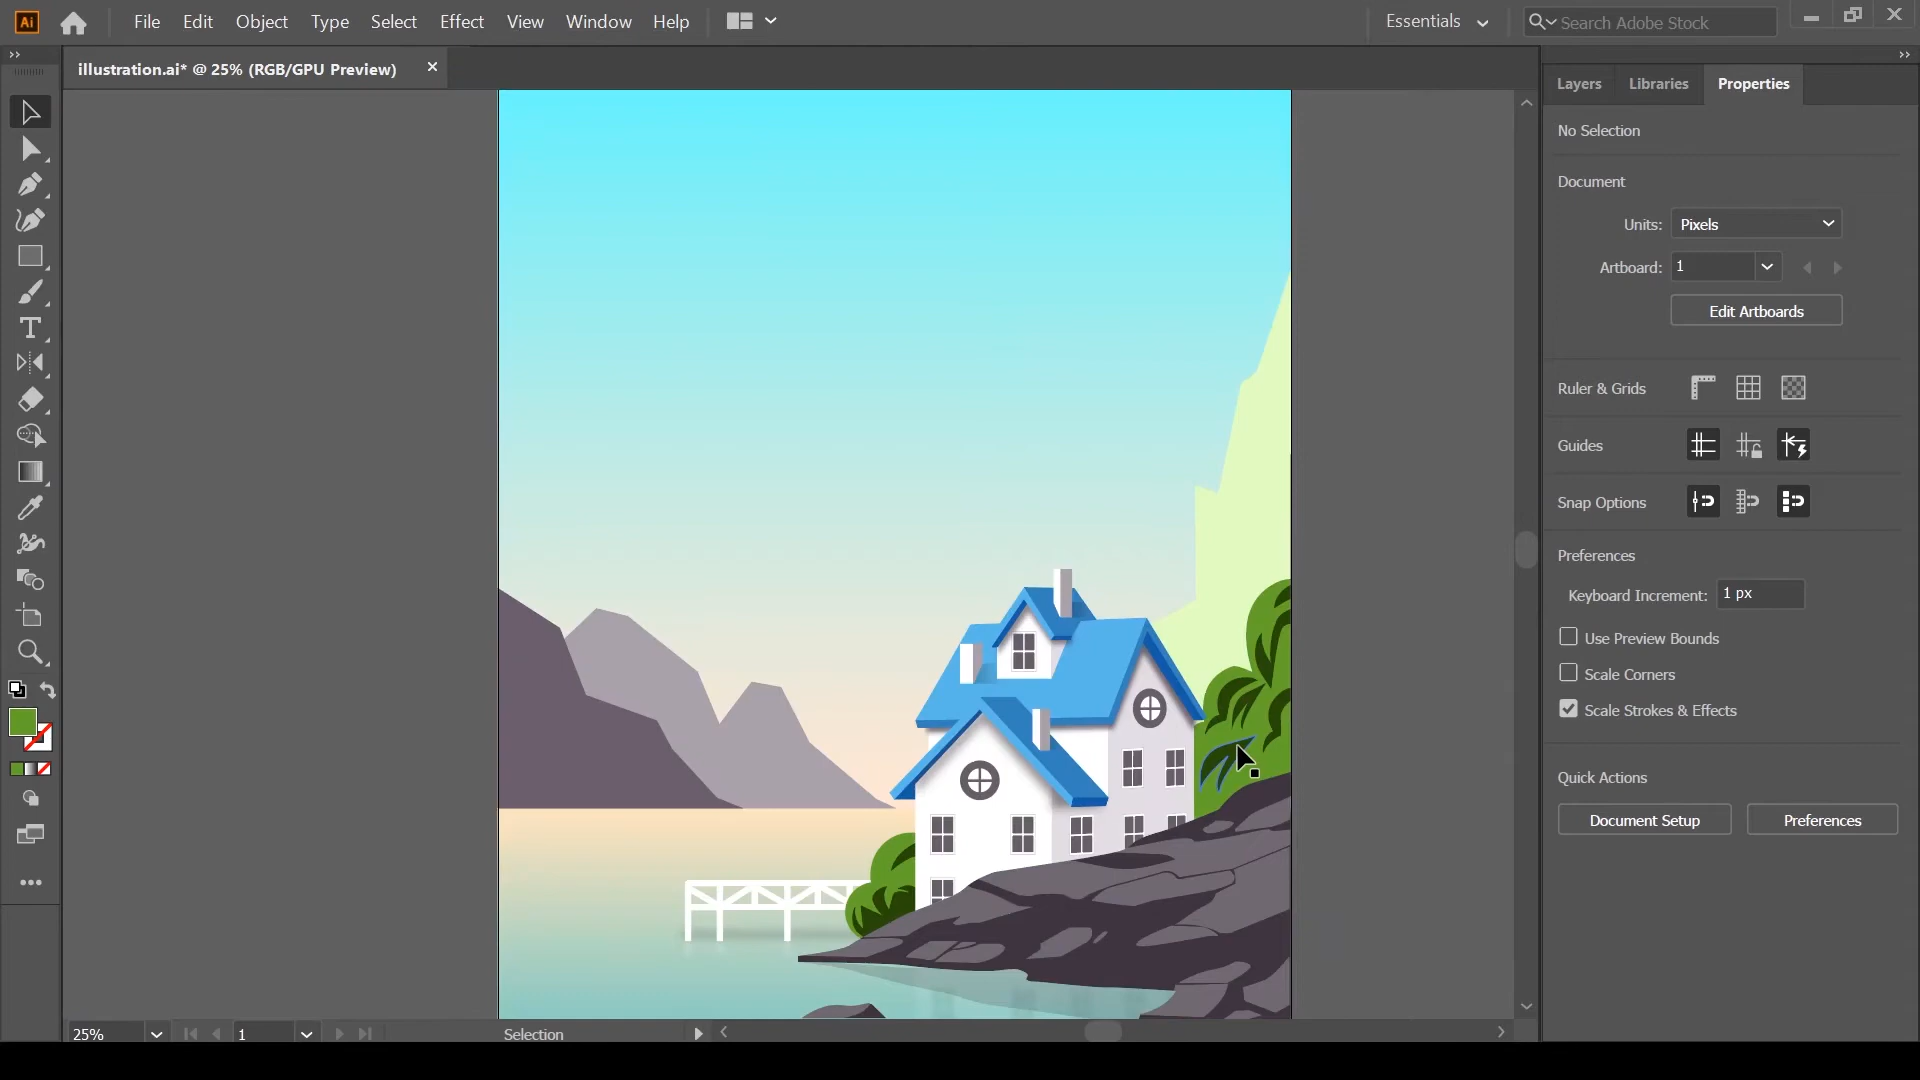 Ai File Edit Object Type Select Effect View Window Help Essentials Search Adobe Stock
illustration.ai* @ 25% (RGB/GPU Preview)
Layers Libraries Properties
No Selection
Document
Units: Pixels
Artboard: 1
Edit Artboards
Ruler & Grids
Guides
Snap Options
Preferences
Keyboard Increment: 1 px
Use Preview Bounds
Scale Corners
Scale Strokes & Effects
Quick Actions
Document Setup Preferences
25% 1 Selection